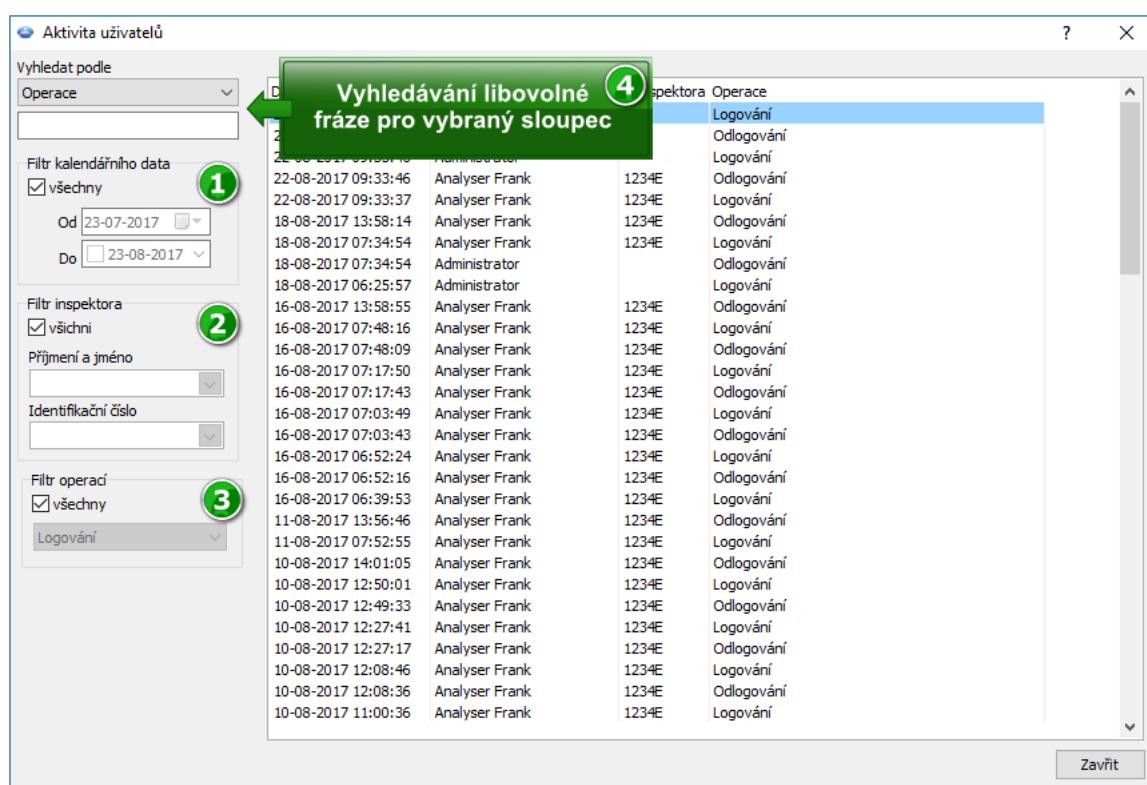 Aktivita uživatelů
?
Vyhledat podle
Operace
Vyhledávání libovolné
fráze pro vybraný sloupec
4
Filtr kalendářního data
1
všechny
Od 23-07-2017
Do 23-08-2017
Filtr inspektora
2
všichni
Příjmení a jméno
Identifikační číslo
Filtr operací
3
všechny
Logování
Operace
Logování
Odlogování
Logování
22-08-2017 09:33:46 Analyser Frank 1234E Odlogování
22-08-2017 09:33:37 Analyser Frank 1234E Logování
18-08-2017 13:58:14 Analyser Frank 1234E Odlogování
18-08-2017 07:34:54 Analyser Frank 1234E Logování
18-08-2017 07:34:54 Administrator Odlogování
18-08-2017 06:25:57 Administrator Logování
16-08-2017 13:58:55 Analyser Frank 1234E Odlogování
16-08-2017 07:48:16 Analyser Frank 1234E Logování
16-08-2017 07:48:09 Analyser Frank 1234E Odlogování
16-08-2017 07:17:50 Analyser Frank 1234E Logování
16-08-2017 07:17:43 Analyser Frank 1234E Odlogování
16-08-2017 07:03:49 Analyser Frank 1234E Logování
16-08-2017 07:03:43 Analyser Frank 1234E Odlogování
16-08-2017 06:52:24 Analyser Frank 1234E Logování
16-08-2017 06:52:16 Analyser Frank 1234E Odlogování
16-08-2017 06:39:53 Analyser Frank 1234E Logování
11-08-2017 13:56:46 Analyser Frank 1234E Odlogování
11-08-2017 07:52:55 Analyser Frank 1234E Logování
10-08-2017 14:01:05 Analyser Frank 1234E Odlogování
10-08-2017 12:50:01 Analyser Frank 1234E Logování
10-08-2017 12:49:33 Analyser Frank 1234E Odlogování
10-08-2017 12:27:41 Analyser Frank 1234E Logování
10-08-2017 12:27:17 Analyser Frank 1234E Odlogování
10-08-2017 12:08:46 Analyser Frank 1234E Logování
10-08-2017 12:08:36 Analyser Frank 1234E Odlogování
10-08-2017 11:00:36 Analyser Frank 1234E Logování
Zavřít